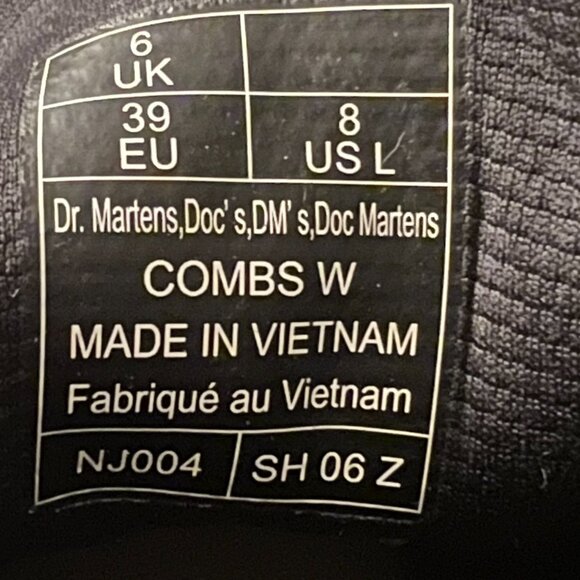 6
UK
39
EU
8
US L
Dr. Martens,Doc' s,DM' s,Doc Martens
COMBS W
MADE IN VIETNAM
Fabriqué au Vietnam
NJ004
SH 06 Z